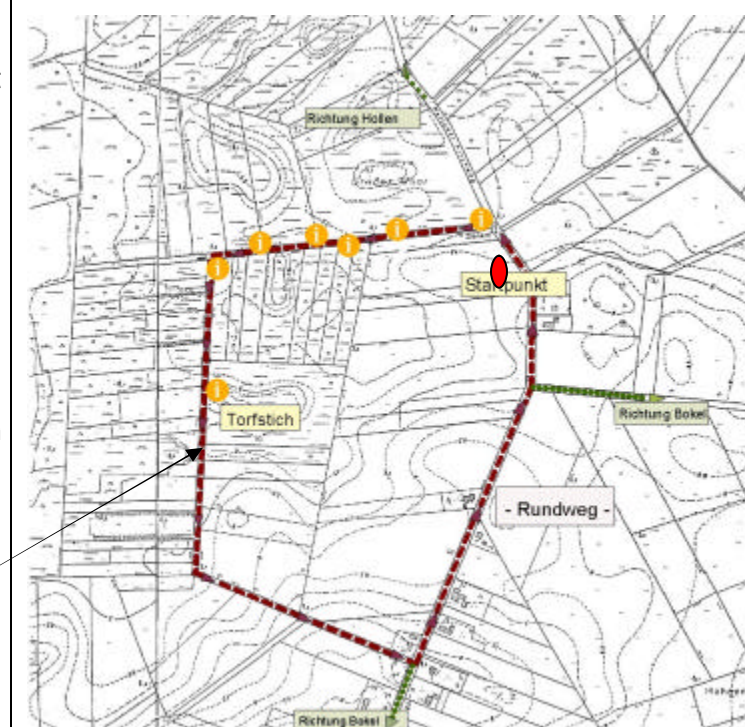 Richtung Hollen
i
i
i
i
i
i
Startpunkt
i
Richtung Bokel
Torfstich
- Rundweg -
Richtung Bokel